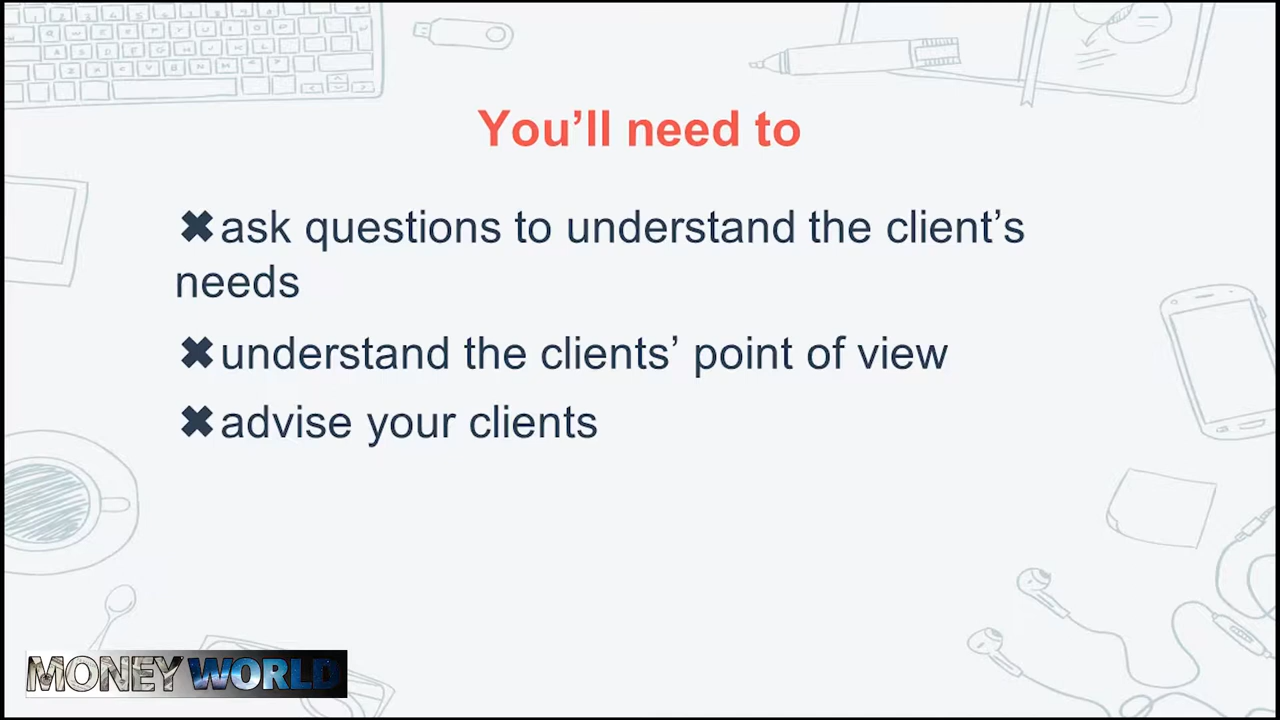 You’ll need to
✖ask questions to understand the client’s
needs
✖understand the clients’ point of view
✖advise your clients
MONEY WORLD